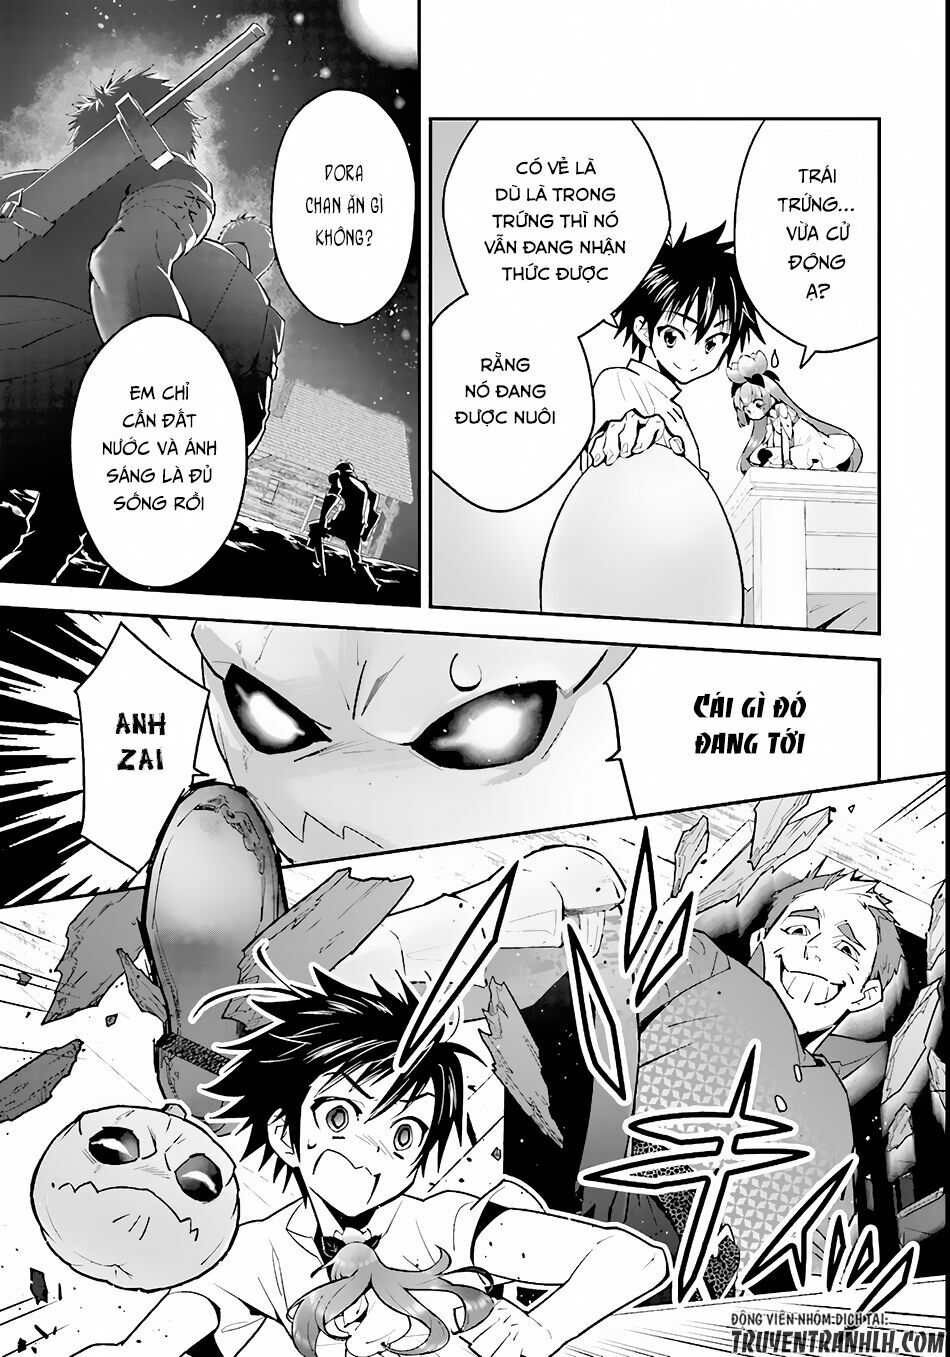 TRÁI
TRỨNG...
VỪA CỬ
ĐỘNG
Ạ?
CÓ VẺ LÀ
DÙ LÀ TRONG
TRỨNG THÌ NÓ
VẪN ĐANG NHẬN
THỨC ĐƯỢC
RẰNG
NÓ ĐANG
ĐƯỢC NUÔI
DORA
CHAN ĂN GÌ
KHÔNG?
EM CHỈ
CẦN ĐẤT
NƯỚC VÀ ÁNH
SÁNG LÀ ĐỦ
SỐNG RỒI
CÁI GÌ ĐÓ
ĐANG TỚI
ANH
ZAI
ĐỘNG VIÊN NHÓM DỊCH TẠI:
TRUYENTRANHLH.COM